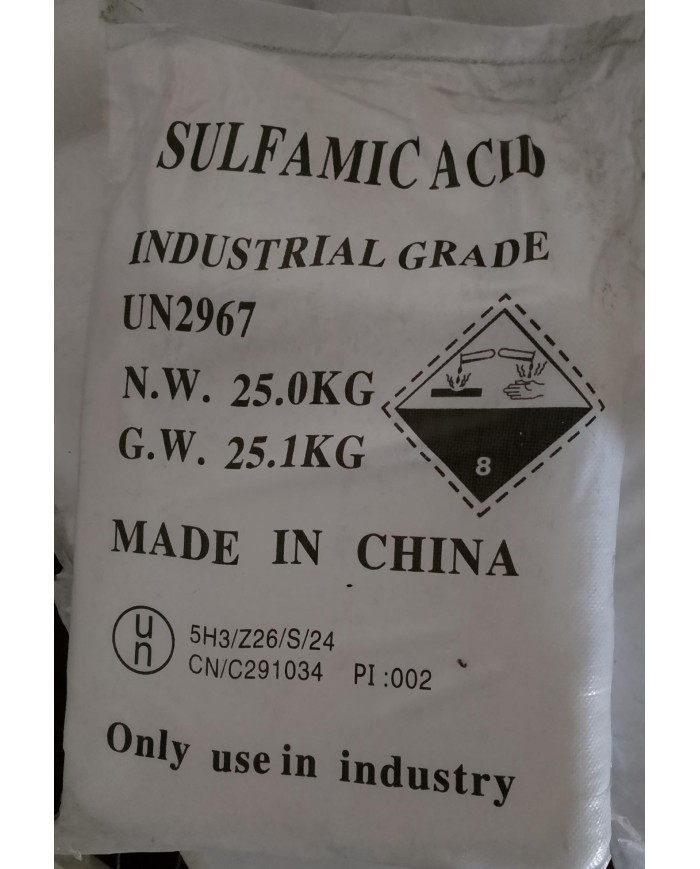 SULFAMIC ACID
INDUSTRIAL GRADE
UN2967
N.W. 25.0KG
G.W. 25.1KG
8
MADE IN CHINA
un
5H3/Z26/S/24
CN/C291034 PI:002
Only use in industry